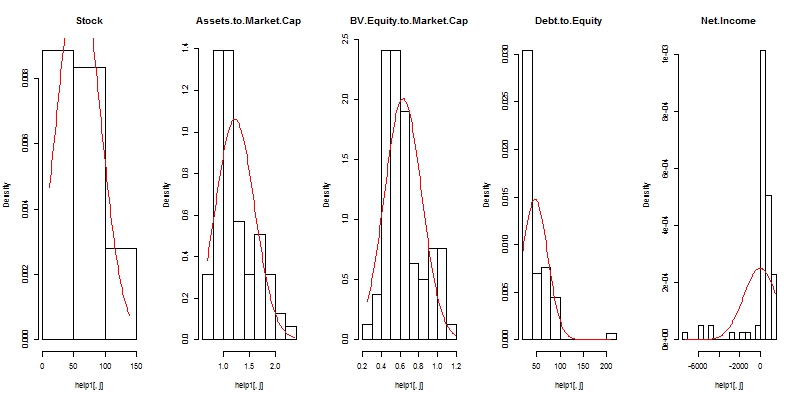 Stock
Assets.to.Market.Cap
BV.Equity.to.Market.Cap
Debt.to.Equity
Net.Income
Density
0.000
0.002
0.004
0.006
0.008
0
50
100
150
help1[, j]
Density
0.0
0.2
0.4
0.6
0.8
1.0
1.2
1.4
1.0
1.5
2.0
help1[, j]
Density
0.0
0.5
1.0
1.5
2.0
2.5
0.2
0.4
0.6
0.8
1.0
1.2
help1[, j]
Density
0.000
0.005
0.010
0.015
0.020
0.025
0.030
50
100
150
200
help1[, j]
Density
0e+00
2e-04
4e-04
6e-04
8e-04
1e-03
-6000
-2000
0
help1[, j]